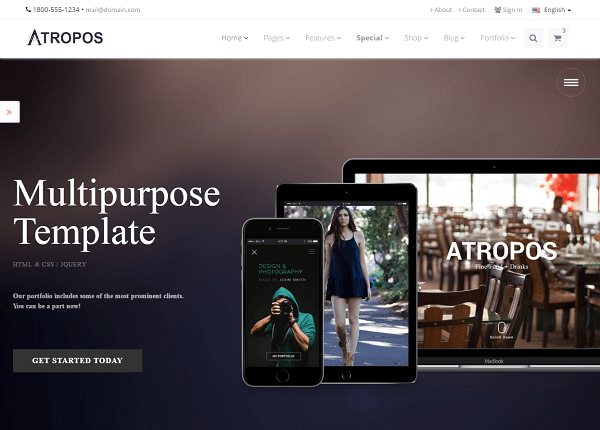 1800-555-1234 • mail@domain.com
About Contact Sign In English
ATROPOS
Home Pages Features Special Shop Blog Portfolio 3
Multipurpose
Template
HTML & CSS / JQUERY
Our portfolio includes some of the most prominent clients.
You can be a part now!
GET STARTED TODAY
DESIGN &
PHOTOGRAPHY
MADE BY JOHN SMITH
MY PORTFOLIO
ATROPOS
Fine Food + Drinks
Scroll Down
MacBook